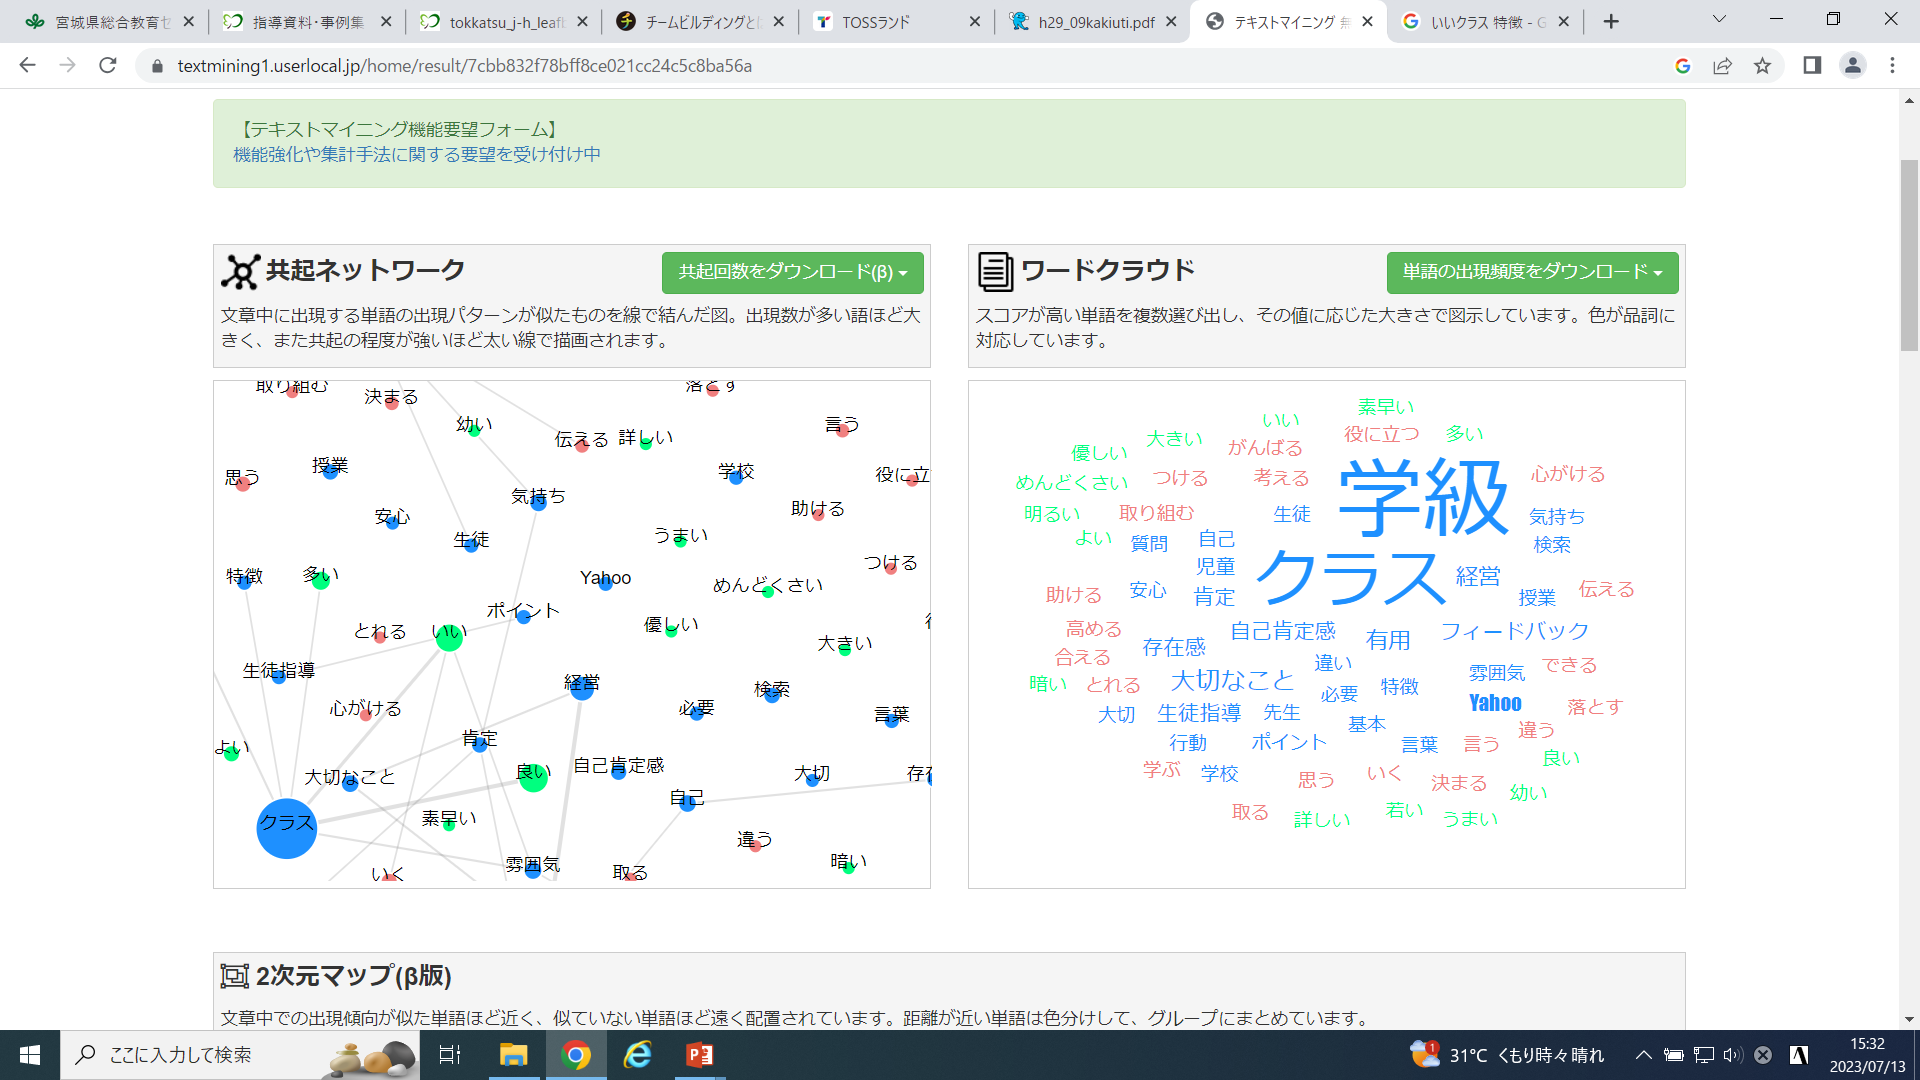 宮城県総合教育セ
指導資料・事例集
tokkatsu_j-h_leafl
チームビルディングとは
TOSSランド
h29_09kakiuti.pdf
テキストマイニング 無
いいクラス 特徴 - G
textmining1.userlocal.jp/home/result/7cbb832f78bff8ce021cc24c5c8ba56a
【テキストマイニング機能要望フォーム】
機能強化や集計手法に関する要望を受け付け中
共起ネットワーク
共起回数をダウンロード(β)
文章中に出現する単語の出現パターンが似たものを線で結んだ図。出現数が多い語ほど大
きく、また共起の程度が強いほど太い線で描画されます。
取り組む
決まる
落とす
幼い
伝える
詳しい
言う
思う
授業
学校
役に立
気持ち
安心
助ける
生徒
うまい
つける
特徴
多い
Yahoo
めんどくさい
ポイント
とれる
いい
優しい
大きい
生徒指導
経営
検索
心がける
必要
言葉
よい
肯定
大切なこと
良い
自己肯定感
大切
存在
自己
クラス
素早い
違う
雰囲気
暗い
いく
取る
ワードクラウド
単語の出現頻度をダウンロード
スコアが高い単語を複数選び出し、その値に応じた大きさで図示しています。色が品詞に
対応しています。
素早い
いい
役に立つ
多い
大きい
がんばる
優しい
学級
心がける
めんどくさい
つける
考える
明るい
取り組む
生徒
気持ち
よい
質問
自己
検索
児童
クラス
経営
助ける
安心
肯定
授業
伝える
高める
自己肯定感
有用
フィードバック
存在感
合える
違い
雰囲気
できる
暗い
とれる
大切なこと
必要
特徴
Yahoo
落とす
大切
生徒指導
先生
基本
違う
行動
ポイント
言葉
言う
良い
学ぶ
学校
思う
いく
決まる
幼い
取る
詳しい
若い
うまい
2次元マップ(β版)
文章中での出現傾向が似た単語ほど近く、似ていない単語ほど遠く配置されています。距離が近い単語は色分けして、グループにまとめています。
ここに入力して検索
31°C くもり時々晴れ
15:32
2023/07/13